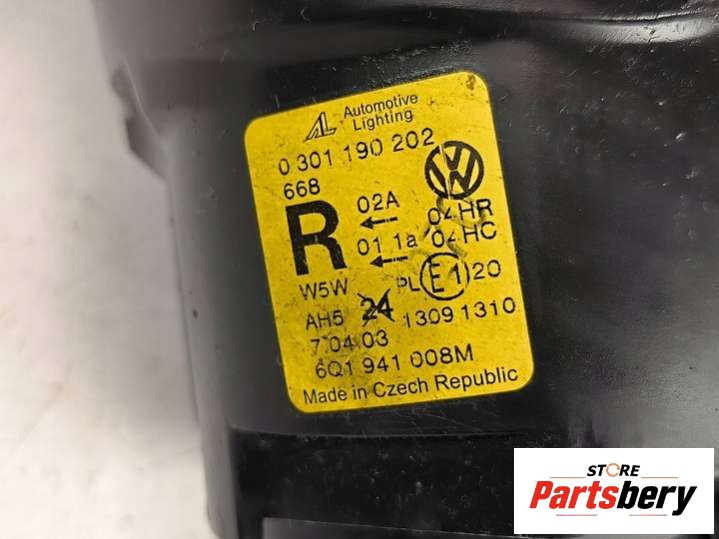 AL Automotive
Lighting
0 301 190 202
668
R
02A 04HR
01 1a 04HC
W5W PL E1 20
AH5 24 1309 1310
7.04.03
6Q1 941 008M
Made in Czech Republic
STORE
Partsbery